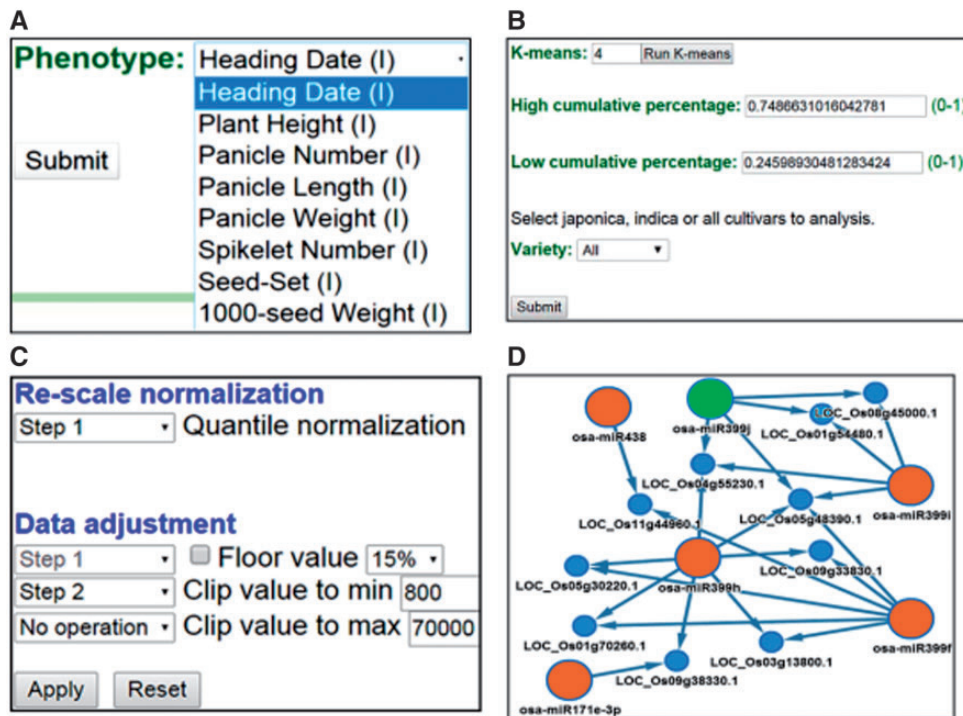 A
Phenotype: Heading Date (I)
Heading Date (I)
Plant Height (I)
Submit
Panicle Number (I)
Panicle Length (I)
Panicle Weight (I)
Spikelet Number (I)
Seed-Set (I)
1000-seed Weight (I)
B
K-means: 4 Run K-means
High cumulative percentage: 0.7486631016042781 (0-1)
Low cumulative percentage: 0.24598930481283424 (0-1)
Select japonica, indica or all cultivars to analysis.
Variety: All
Submit
C
Re-scale normalization
Step 1 Quantile normalization
Data adjustment
Step 1 Floor value 15%
Step 2 Clip value to min 800
No operation Clip value to max 70000
Apply Reset
D
LOC_Os08g45000.1
osa-miR438
osa-miR399j
LOC_Os01g54480.1
LOC_Os04g55230.1
osa-miR399i
LOC_Os11g44960.1
LOC_Os05g48390.1
LOC_Os09g33830.1
LOC_Os05g30220.1
osa-miR399h
LOC_Os01g70260.1
osa-miR399f
LOC_Os03g13800.1
LOC_Os09g38330.1
osa-miR171e-3p